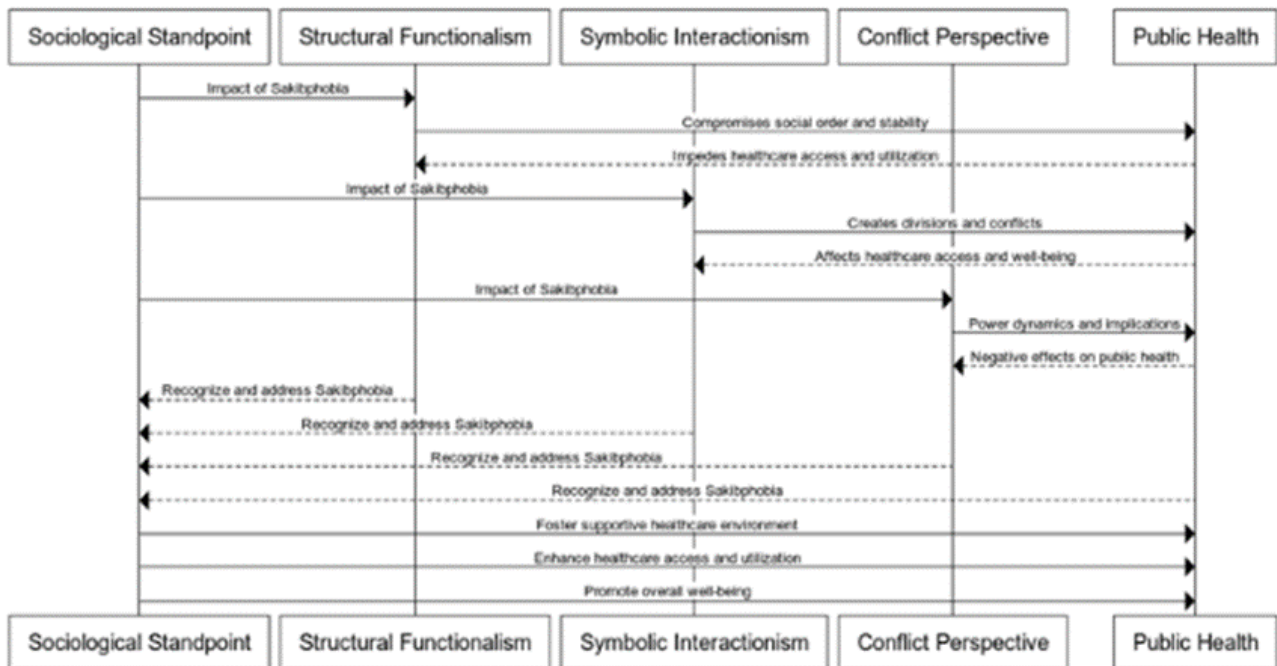 Sociological Standpoint
Structural Functionalism
Symbolic Interactionism
Conflict Perspective
Public Health
Impact of Sakibphobia
Compromises social order and stability
Impedes healthcare access and utilization
Impact of Sakibphobia
Creates divisions and conflicts
Affects healthcare access and well-being
Impact of Sakibphobia
Power dynamics and implications
Negative effects on public health
Recognize and address Sakibphobia
Recognize and address Sakibphobia
Recognize and address Sakibphobia
Recognize and address Sakibphobia
Foster supportive healthcare environment
Enhance healthcare access and utilization
Promote overall well-being
Sociological Standpoint
Structural Functionalism
Symbolic Interactionism
Conflict Perspective
Public Health